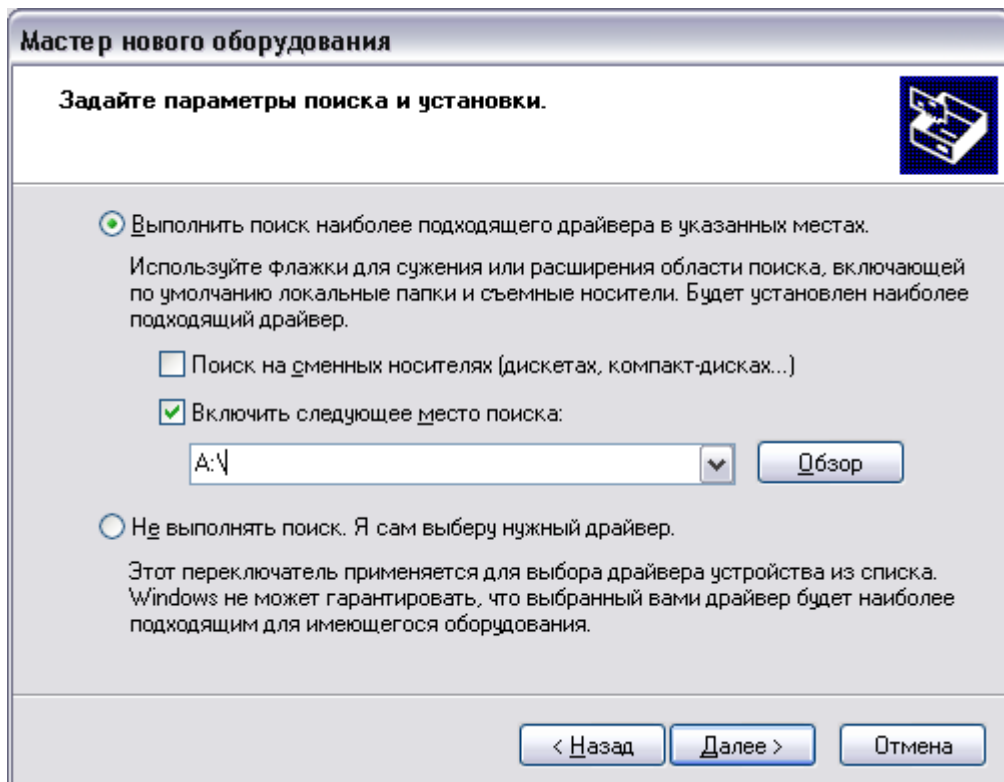 Мастер нового оборудования
Задайте параметры поиска и установки.
Выполнить поиск наиболее подходящего драйвера в указанных местах.
Используйте флажки для сужения или расширения области поиска, включающей
по умолчанию локальные папки и съемные носители. Будет установлен наиболее
подходящий драйвер.
Поиск на сменных носителях (дискетах, компакт-дисках...)
Включить следующее место поиска:
A:\
Обзор
Не выполнять поиск. Я сам выберу нужный драйвер.
Этот переключатель применяется для выбора драйвера устройства из списка.
Windows не может гарантировать, что выбранный вами драйвер будет наиболее
подходящим для имеющегося оборудования.
< Назад
Далее >
Отмена